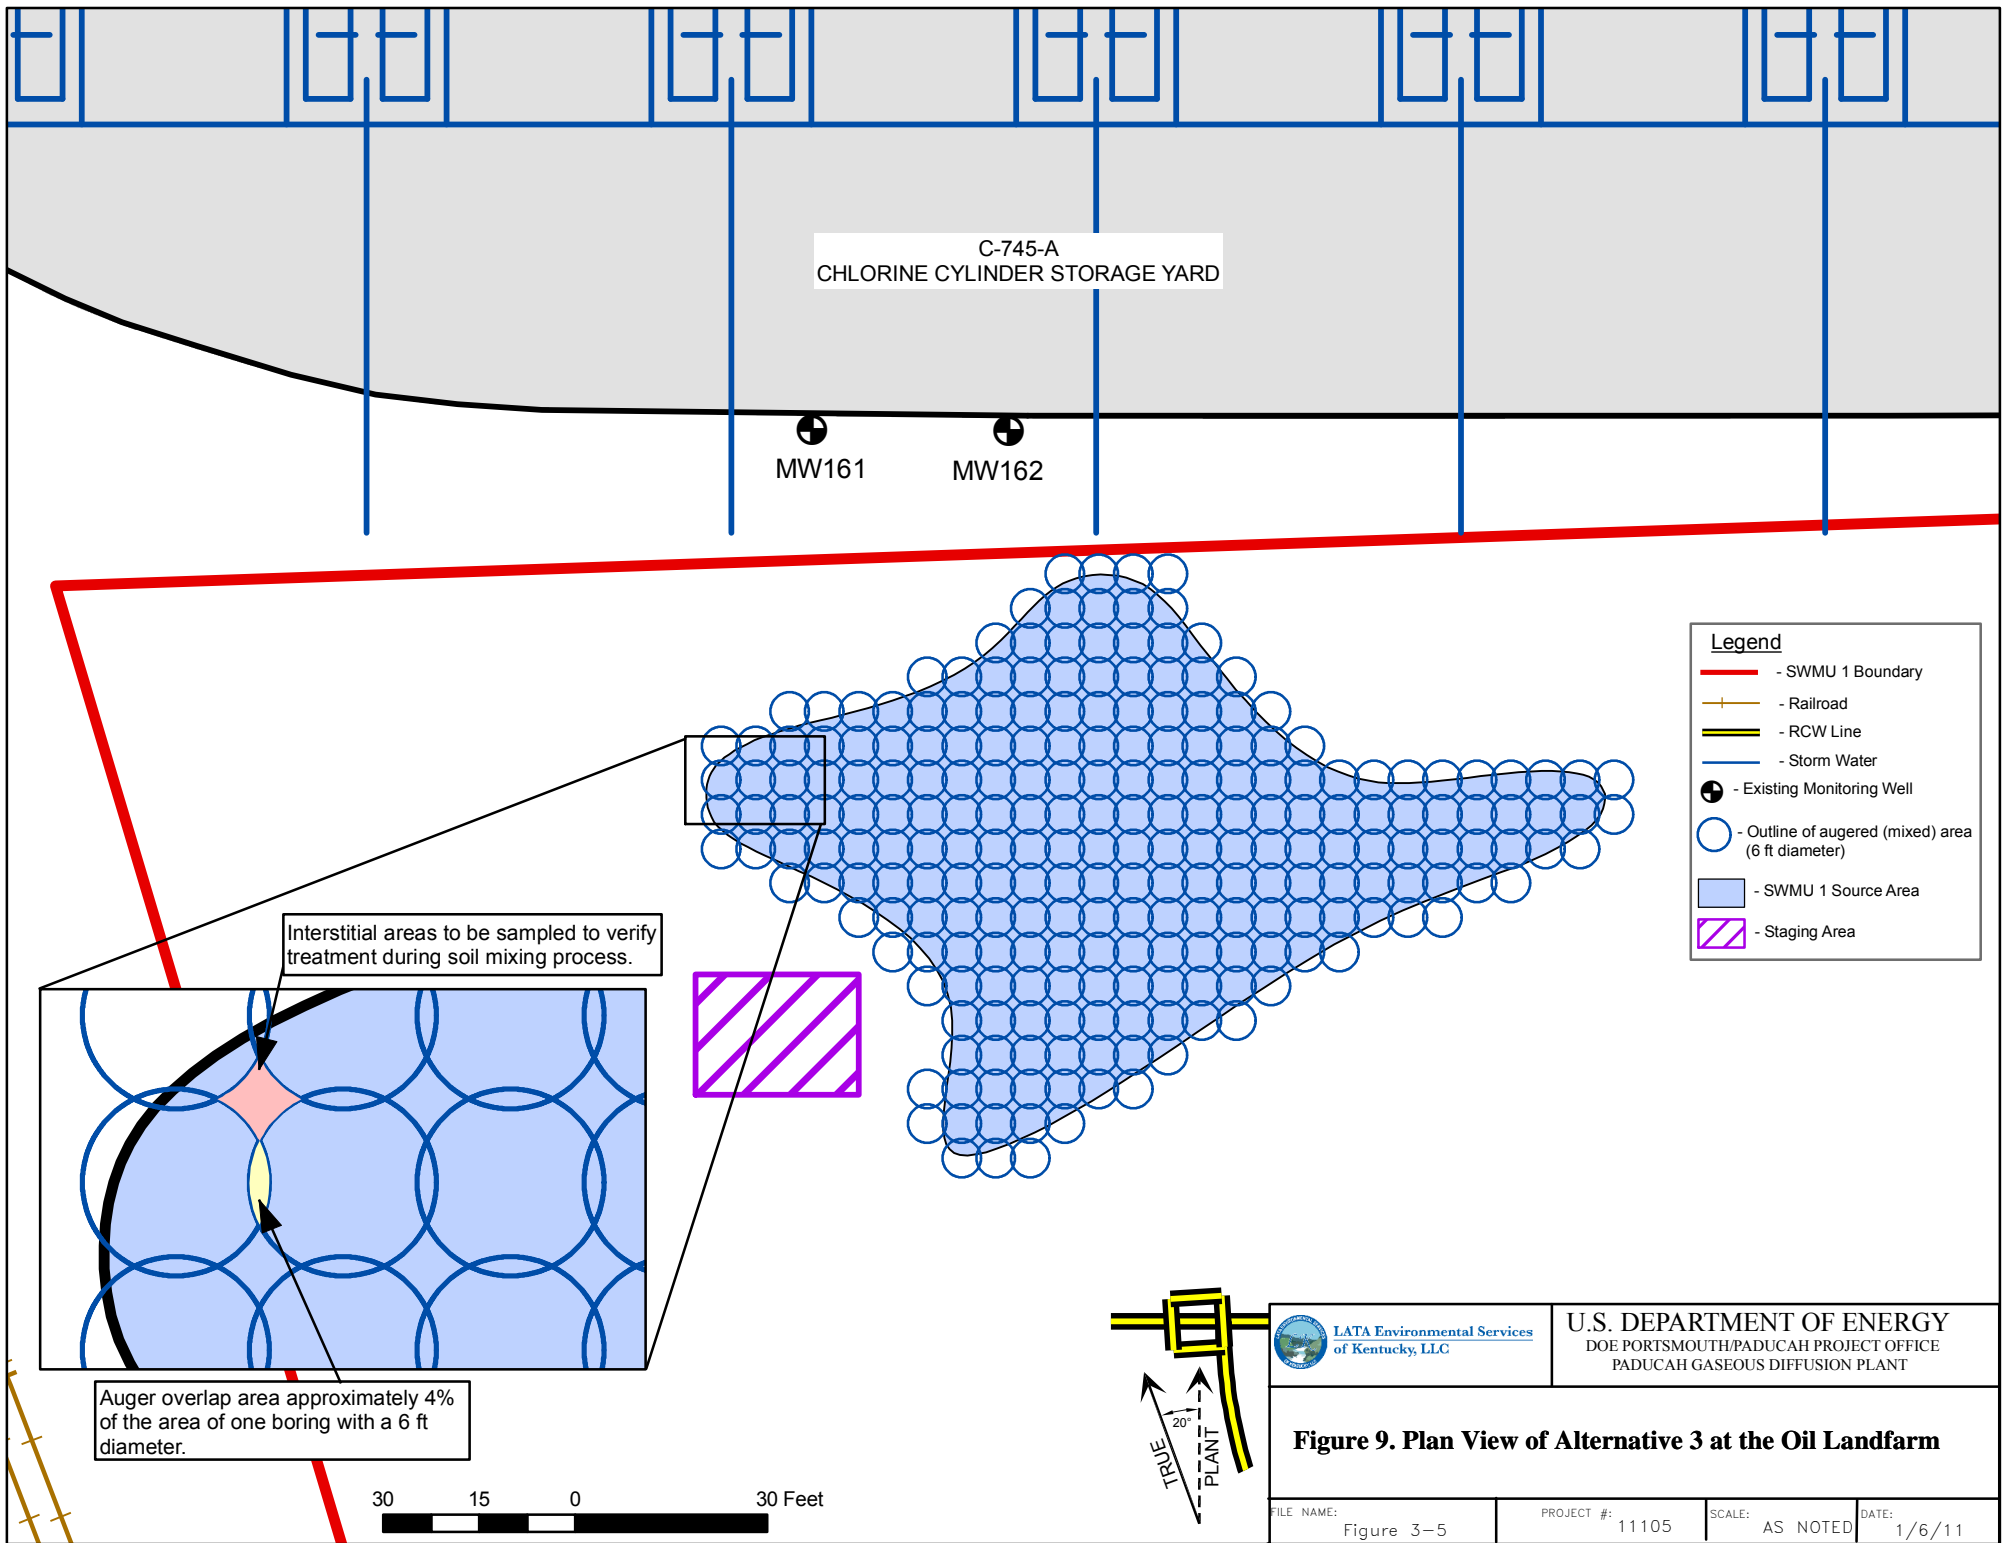 C-745-A
CHLORINE CYLINDER STORAGE YARD
MW161
MW162
Legend
- SWMU 1 Boundary
- Railroad
- RCW Line
- Storm Water
- Existing Monitoring Well
- Outline of augered (mixed) area
(6 ft diameter)
- SWMU 1 Source Area
- Staging Area
Interstitial areas to be sampled to verify
treatment during soil mixing process.
Auger overlap area approximately 4%
of the area of one boring with a 6 ft
diameter.
30 15 0 30 Feet
20°
TRUE
PLANT
LATA Environmental Services
of Kentucky, LLC
U.S. DEPARTMENT OF ENERGY
DOE PORTSMOUTH/PADUCAH PROJECT OFFICE
PADUCAH GASEOUS DIFFUSION PLANT
Figure 9. Plan View of Alternative 3 at the Oil Landfarm
FILE NAME: Figure 3-5
PROJECT #: 11105
SCALE: AS NOTED
DATE: 1/6/11